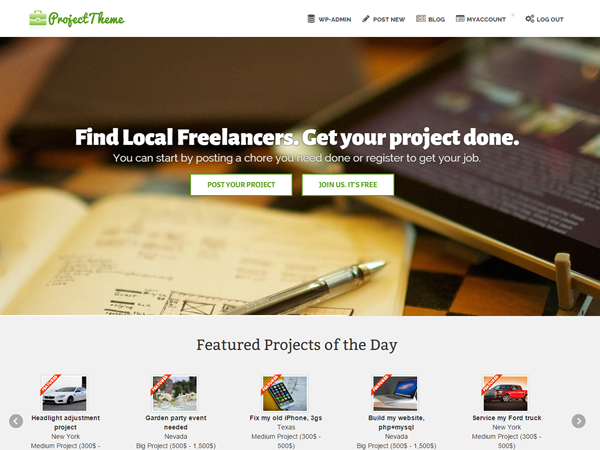 ProjectTheme
WP-ADMIN POST NEW BLOG MYACCOUNT LOG OUT
Find Local Freelancers. Get your project done.
You can start by posting a chore you need done or register to get your job.
POST YOUR PROJECT JOIN US. IT'S FREE
Featured Projects of the Day
Headlight adjustment
project
New York
Medium Project (300$ -
500$)
Garden party event
needed
Nevada
Big Project (500$ - 1,500$)
Fix my old iPhone, 3gs
Texas
Medium Project (300$ -
500$)
Build my website,
php+mysql
Nevada
Big Project (500$ - 1,500$)
Service my Ford truck
New York
Medium Project (300$ -
500$)